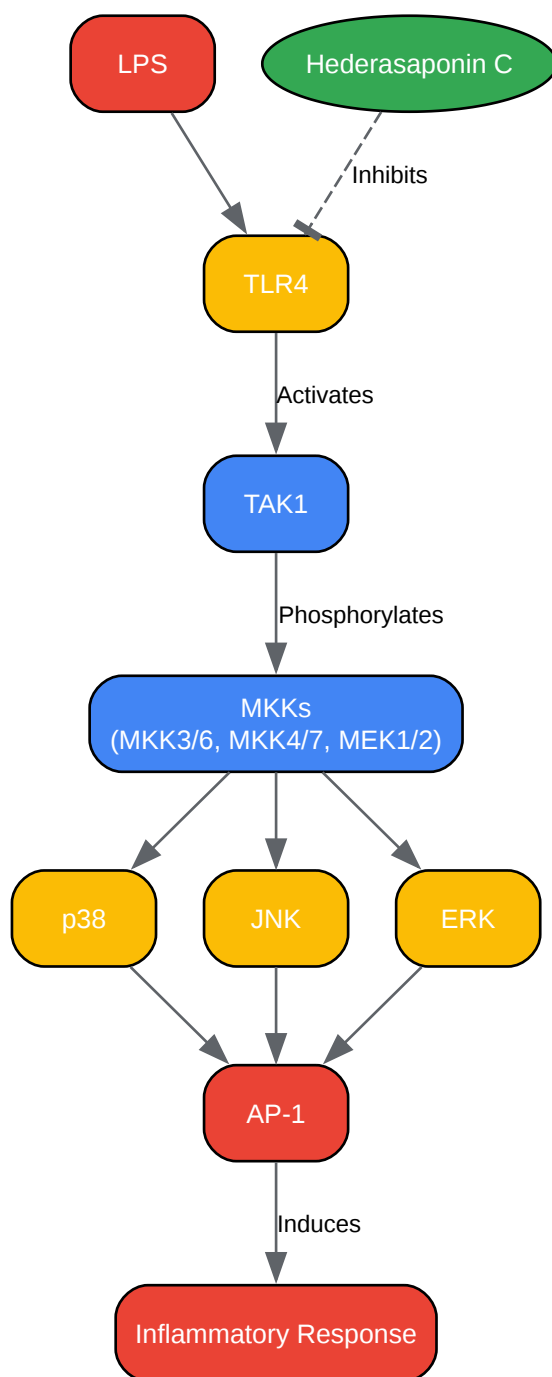 LPS
Hederasaponin C
Inhibits
TLR4
Activates
TAK1
Phosphorylates
MKKs
(MKK3/6, MKK4/7, MEK1/2)
p38
JNK
ERK
AP-1
Induces
Inflammatory Response